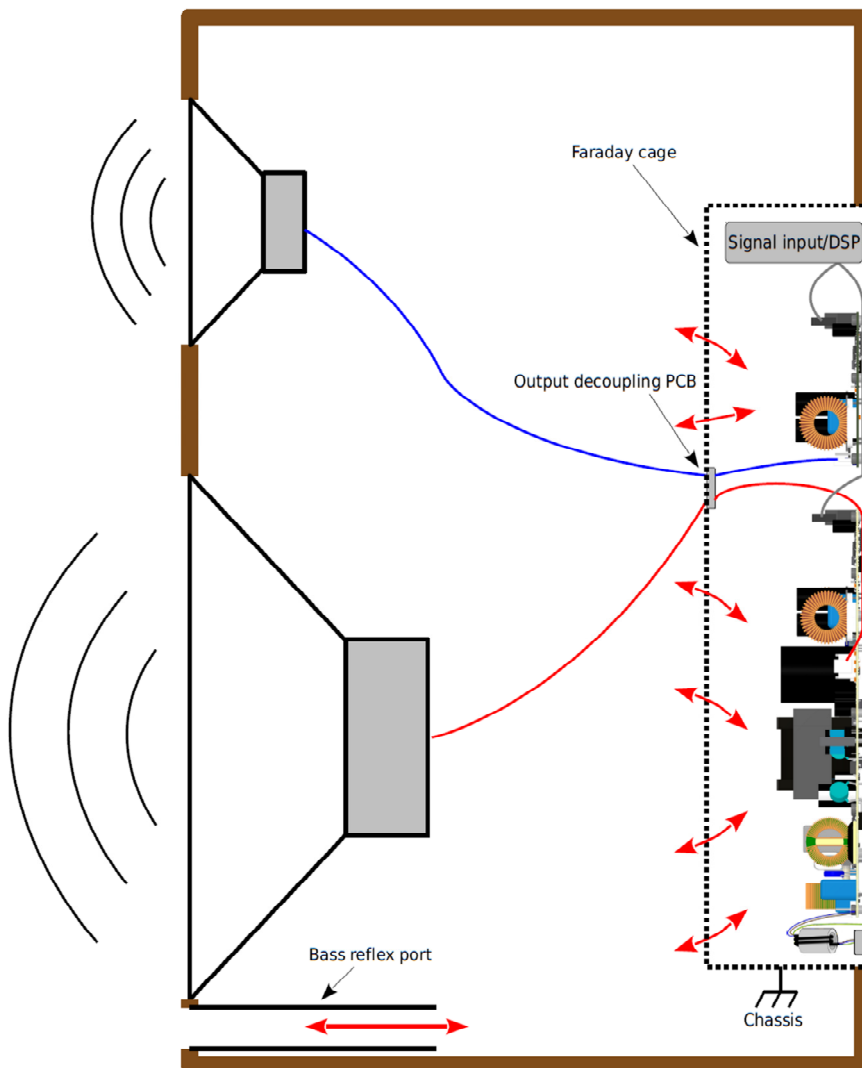 Faraday cage
Signal input/DSP
Output decoupling PCB
Bass reflex port
Chassis